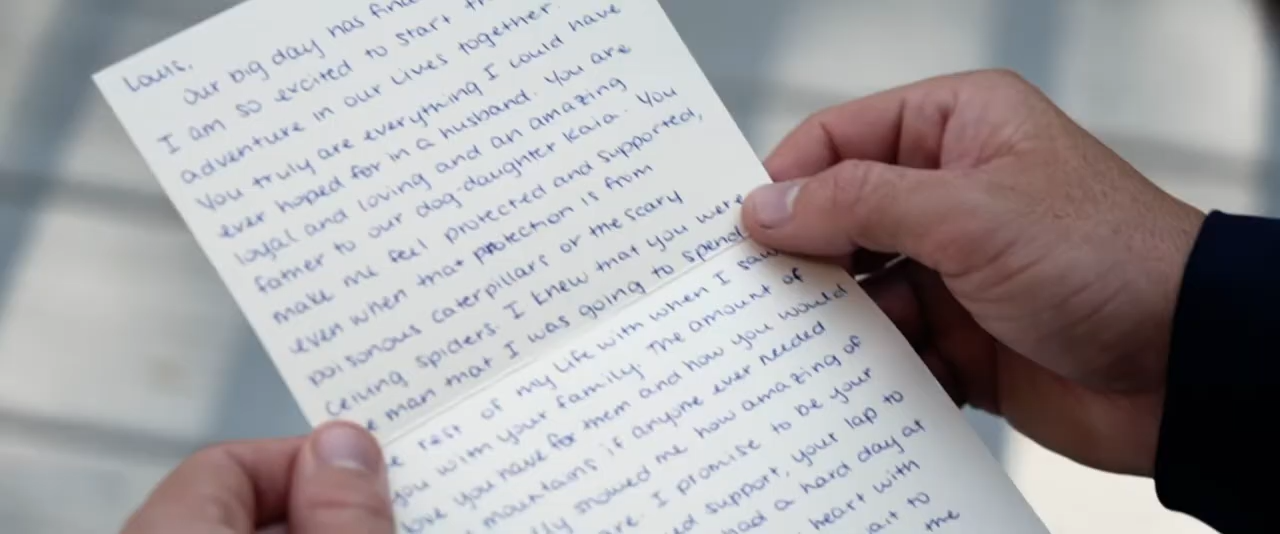 Louis,
Our big day has
I am so excited to start
adventure in our lives together.
You truly are everything I could have
ever hoped for in a husband. You are
loyal and loving and an amazing
father to our dog-daughter Kaia. You
make me feel protected and supported,
even when that protection is from
poisonous caterpillars or the scary
ceiling spiders. I knew that you were
man that I was going to spend
rest of my life with when I saw
you with your family. The amount of
love you have for them and how you would
mountains if anyone ever needed
showed me how amazing of
I promise to be your
support, your lap to
had a hard day at
heart with
to
me